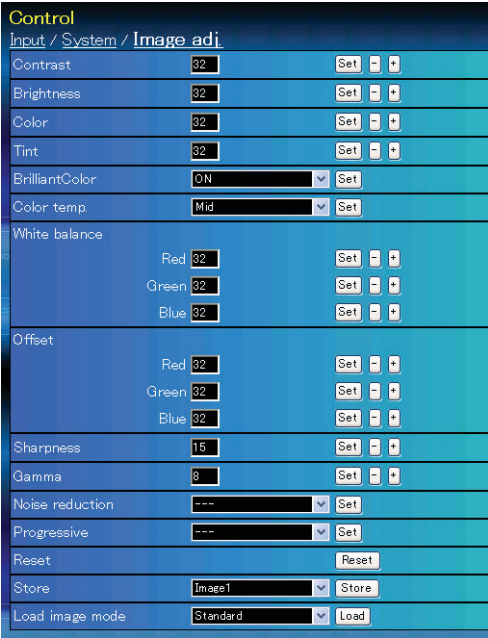 Control
Input / System / Image adj.
Contrast 32 Set - +
Brightness 32 Set - +
Color 32 Set - +
Tint 32 Set - +
BrilliantColor ON Set
Color temp. Mid Set
White balance
Red 32 Set - +
Green 32 Set - +
Blue 32 Set - +
Offset
Red 32 Set - +
Green 32 Set - +
Blue 32 Set - +
Sharpness 15 Set - +
Gamma 8 Set - +
Noise reduction --- Set
Progressive --- Set
Reset Reset
Store Image1 Store
Load image mode Standard Load